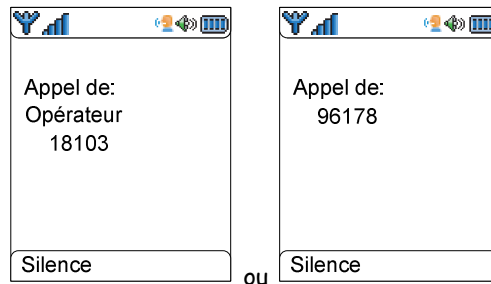 Appel de:
Opérateur
18103
Silence
ou
Appel de:
96178
Silence